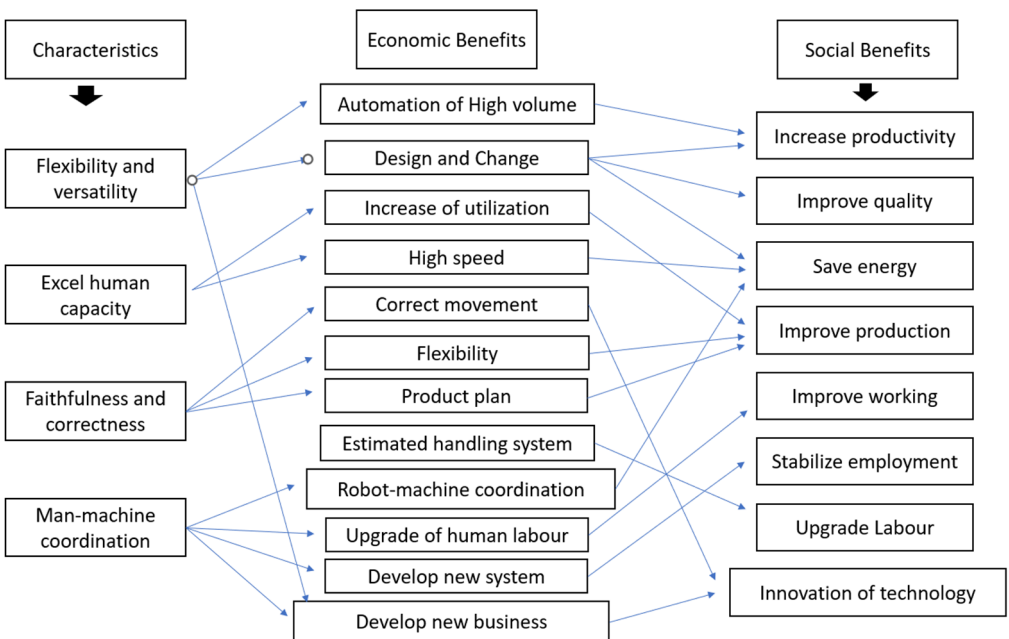 Characteristics
Flexibility and
versatility
Excel human
capacity
Faithfulness and
correctness
Man-machine
coordination
Economic Benefits
Automation of High volume
Design and Change
Increase of utilization
High speed
Correct movement
Flexibility
Product plan
Estimated handling system
Robot-machine coordination
Upgrade of human labour
Develop new system
Develop new business
Social Benefits
Increase productivity
Improve quality
Save energy
Improve production
Improve working
Stabilize employment
Upgrade Labour
Innovation of technology